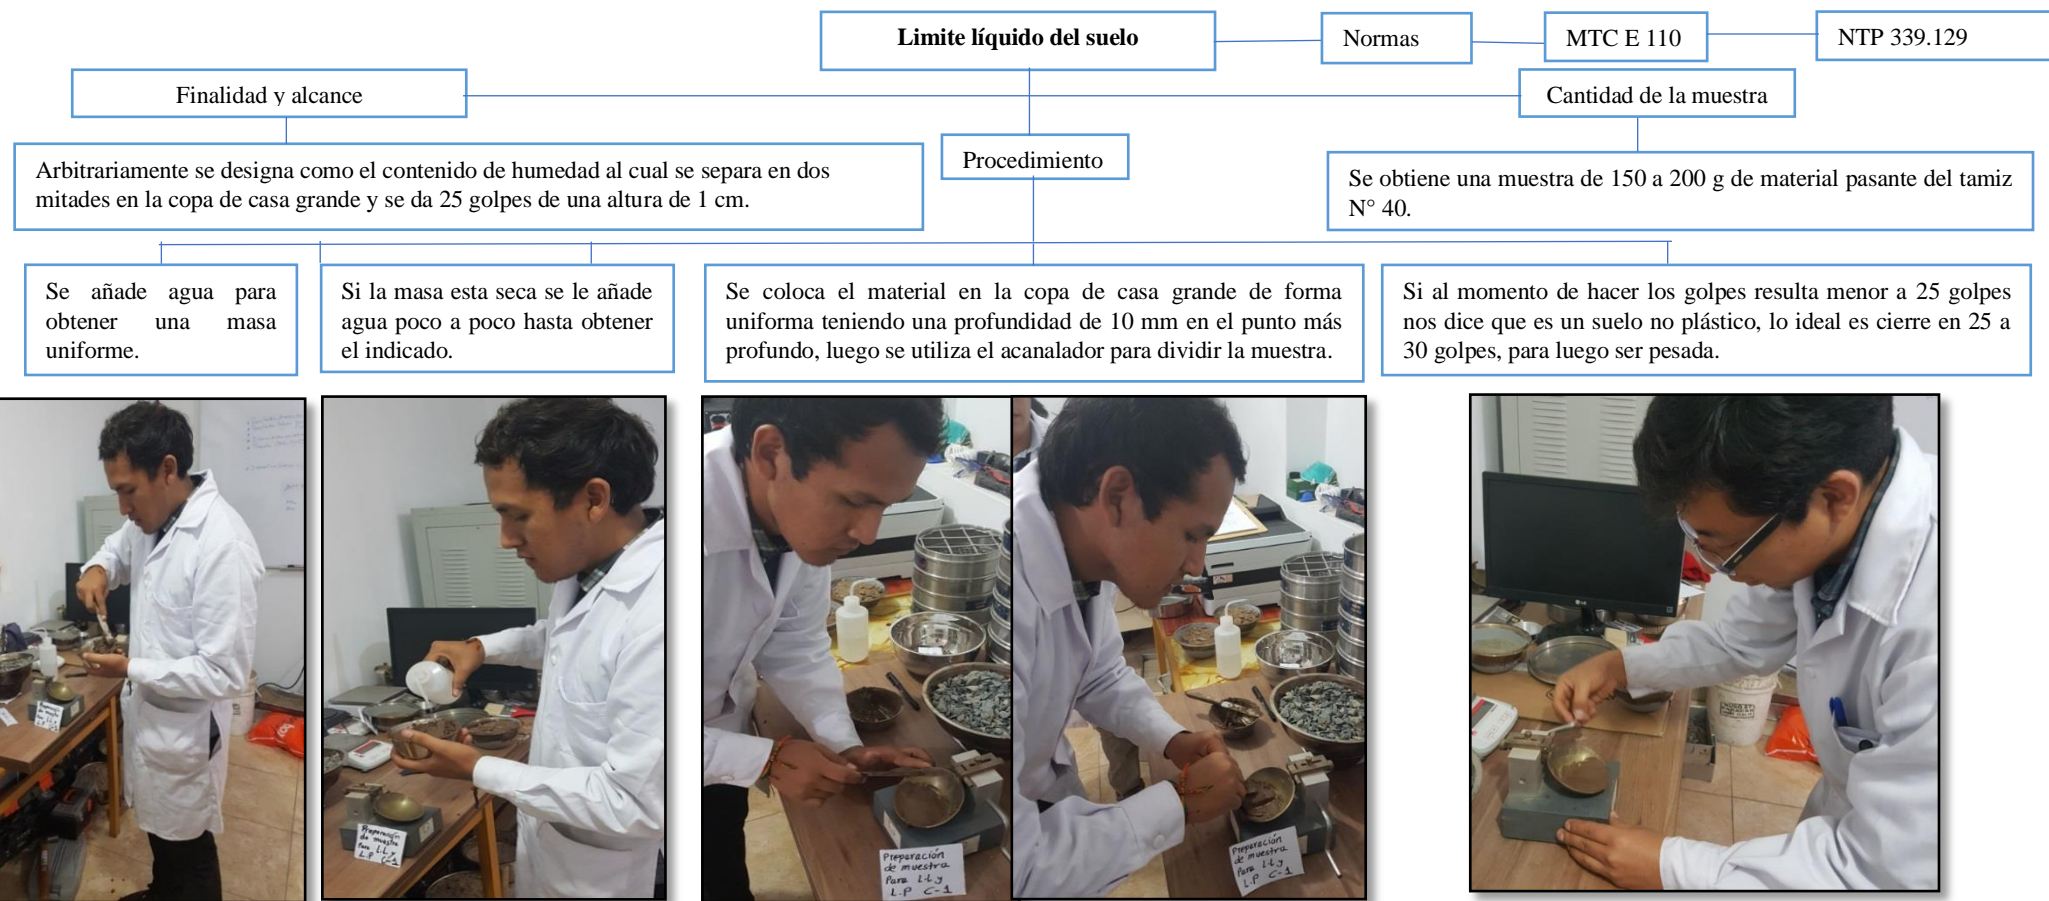 Limite líquido del suelo
Normas
MTC E 110
NTP 339.129
Finalidad y alcance
Cantidad de la muestra
Procedimiento
Arbitrariamente se designa como el contenido de humedad al cual se separa en dos
mitades en la copa de casa grande y se da 25 golpes de una altura de 1 cm.
Se obtiene una muestra de 150 a 200 g de material pasante del tamiz
N° 40.
Se añade agua para
obtener una masa
uniforme.
Si la masa esta seca se le añade
agua poco a poco hasta obtener
el indicado.
Se coloca el material en la copa de casa grande de forma
uniforma teniendo una profundidad de 10 mm en el punto más
profundo, luego se utiliza el acanalador para dividir la muestra.
Si al momento de hacer los golpes resulta menor a 25 golpes
nos dice que es un suelo no plástico, lo ideal es cierre en 25 a
30 golpes, para luego ser pesada.
Preparación
de muestra
Para L.L y
L.P C-1
Preparación
de muestra
Para L.L y
L.P C-1
Preparación
de muestra
Para L.L y
L.P C-1
LG